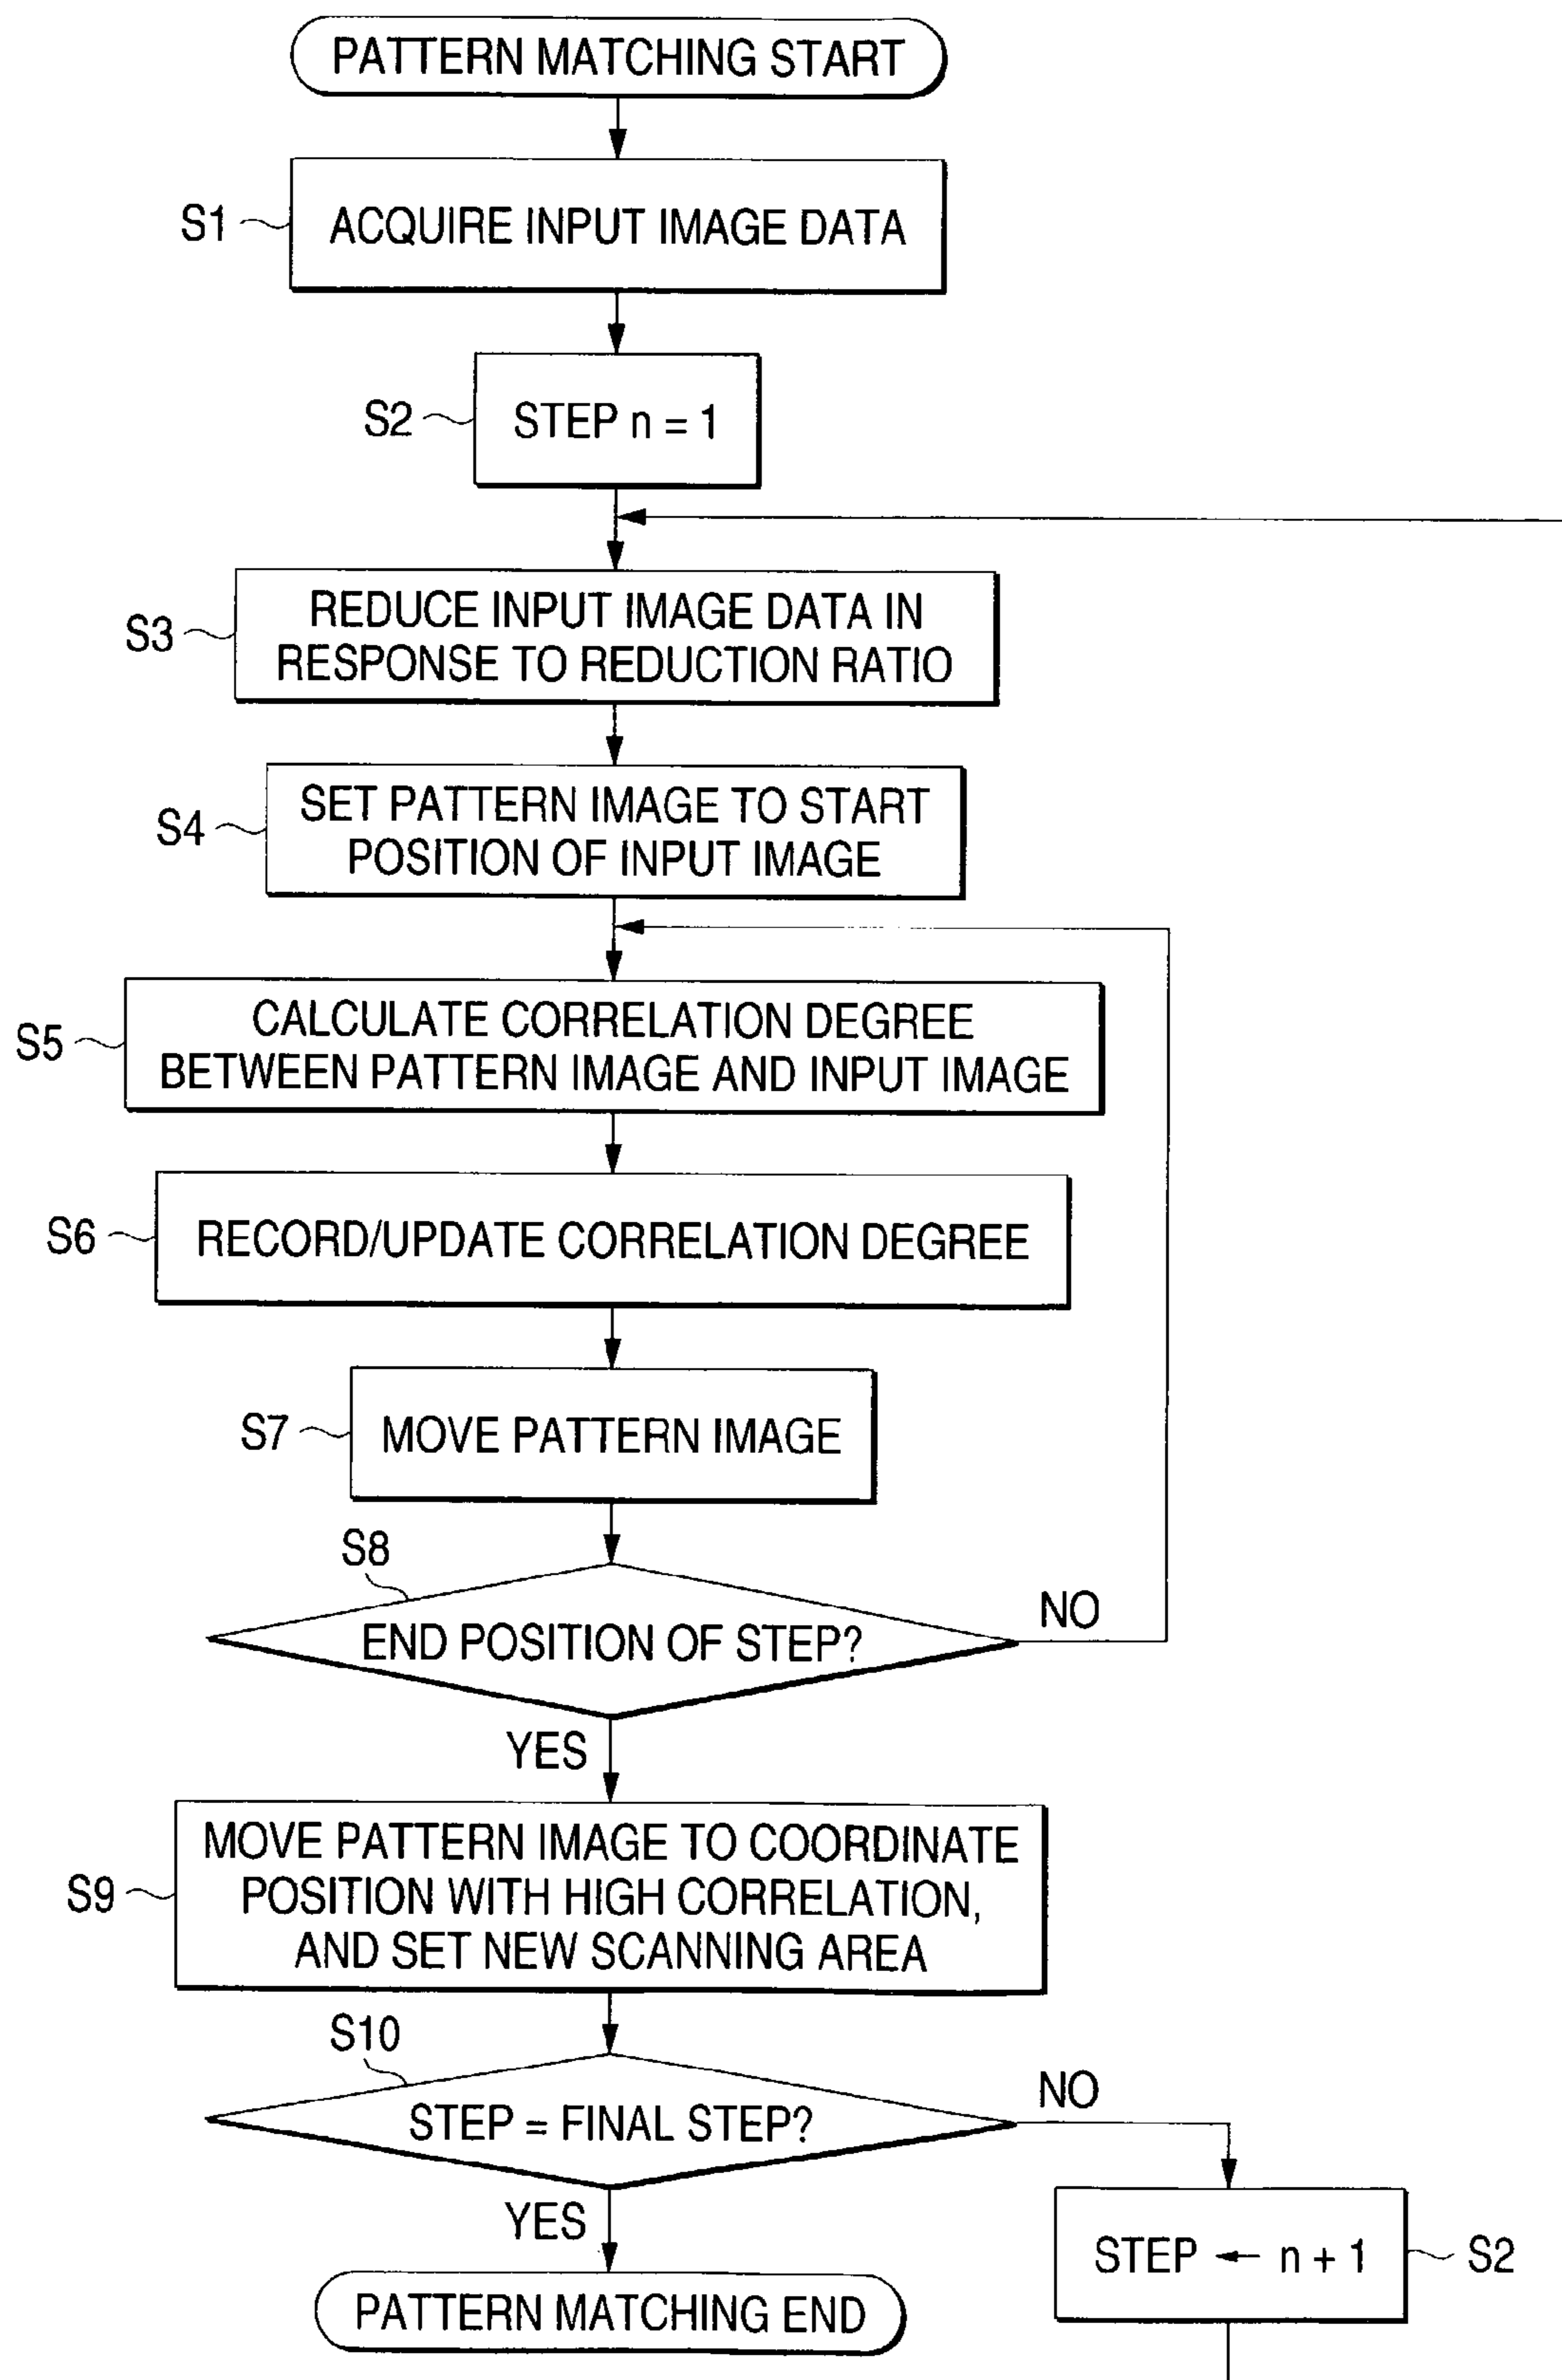 PATTERN MATCHING START
S1
ACQUIRE INPUT IMAGE DATA
S2
STEP n = 1
S3
REDUCE INPUT IMAGE DATA IN
RESPONSE TO REDUCTION RATIO
S4
SET PATTERN IMAGE TO START
POSITION OF INPUT IMAGE
S5
CALCULATE CORRELATION DEGREE
BETWEEN PATTERN IMAGE AND INPUT IMAGE
S6
RECORD/UPDATE CORRELATION DEGREE
S7
MOVE PATTERN IMAGE
S8
END POSITION OF STEP?
NO
YES
S9
MOVE PATTERN IMAGE TO COORDINATE
POSITION WITH HIGH CORRELATION,
AND SET NEW SCANNING AREA
S10
STEP = FINAL STEP?
NO
YES
STEP ← n + 1
S2
PATTERN MATCHING END